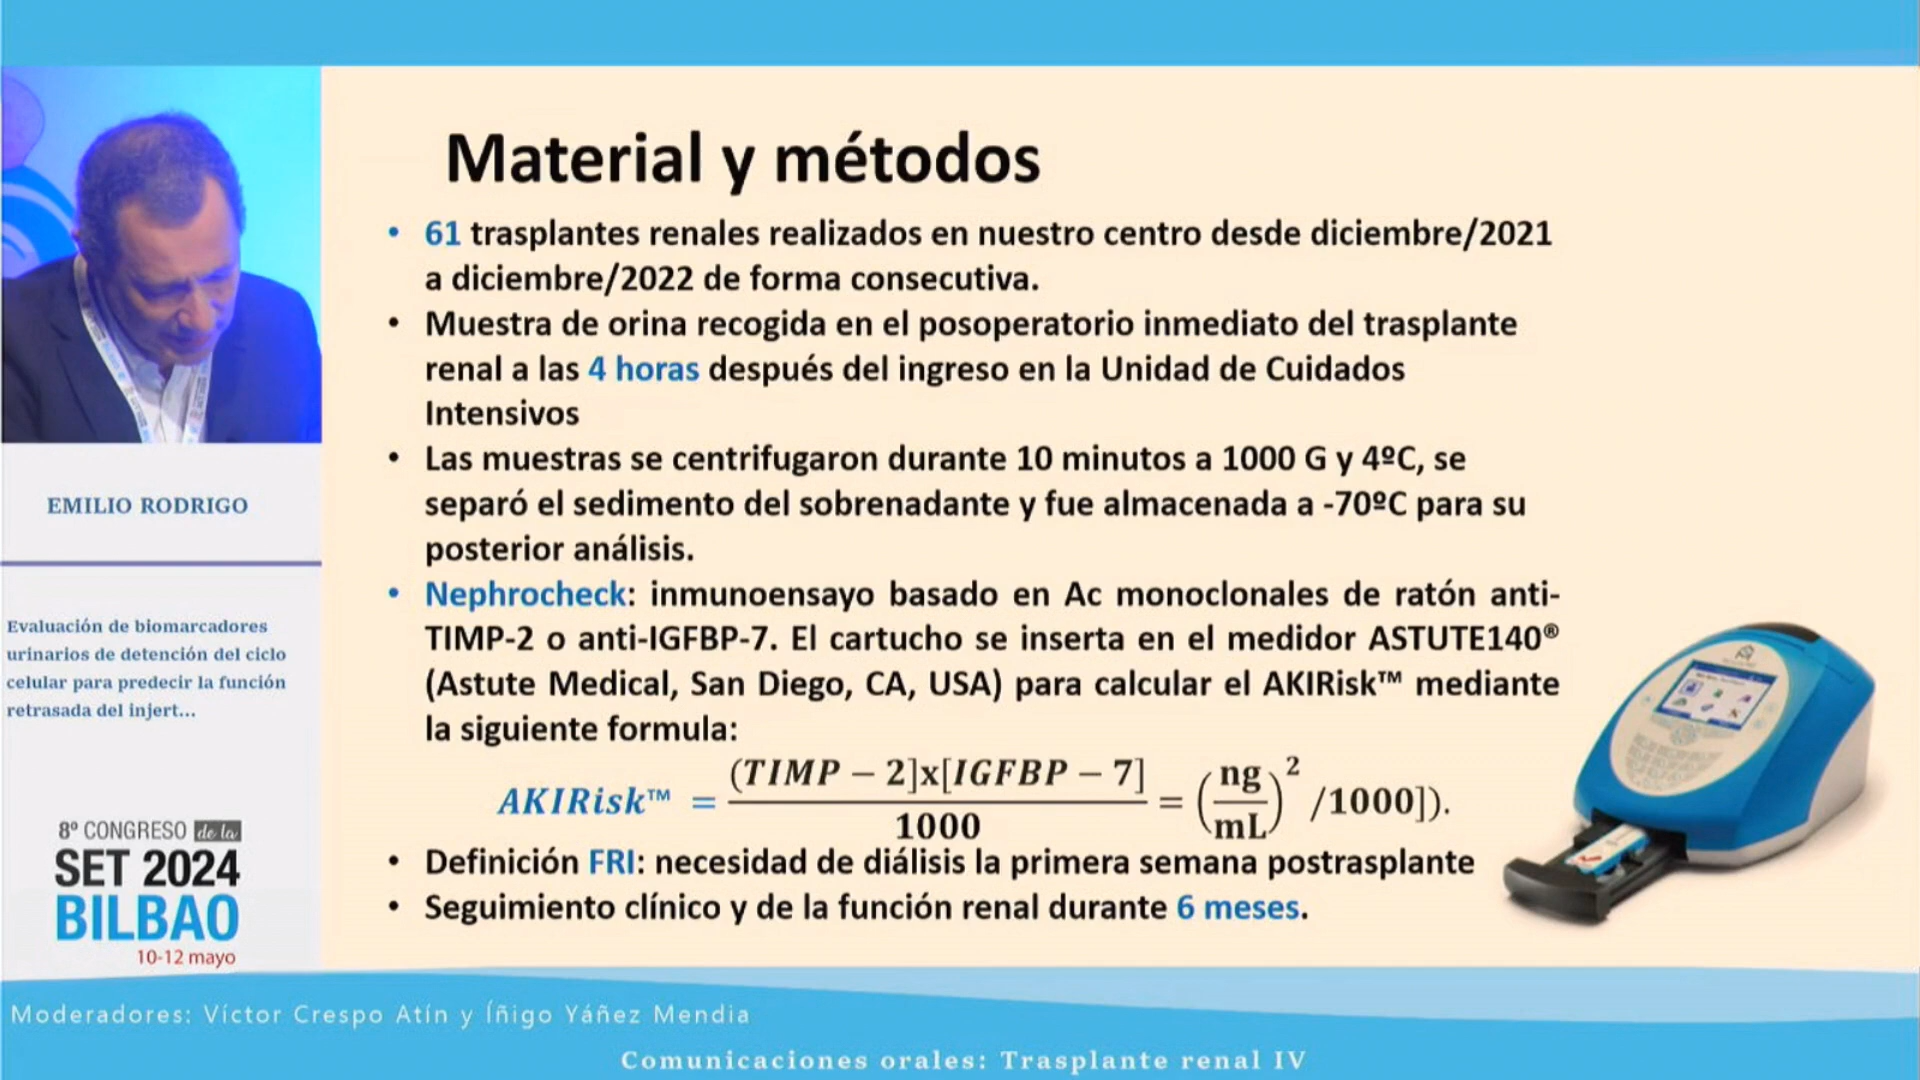 Material y métodos
• 61 trasplantes renales realizados en nuestro centro desde diciembre/2021
a diciembre/2022 de forma consecutiva.
• Muestra de orina recogida en el posoperatorio inmediato del trasplante
renal a las 4 horas después del ingreso en la Unidad de Cuidados
Intensivos
• Las muestras se centrifugaron durante 10 minutos a 1000 G y 4ºC, se
separó el sedimento del sobrenadante y fue almacenada a -70ºC para su
posterior análisis.
• Nephrocheck: inmunoensayo basado en Ac monoclonales de ratón anti-
TIMP-2 o anti-IGFBP-7. El cartucho se inserta en el medidor ASTUTE140®
(Astute Medical, San Diego, CA, USA) para calcular el AKIRisk™ mediante
la siguiente formula:
AKIRisk™ = (TIMP − 2]x[IGFBP − 7] / 1000 = (ng/mL)² /1000]).
• Definición FRI: necesidad de diálisis la primera semana postrasplante
• Seguimiento clínico y de la función renal durante 6 meses.
EMILIO RODRIGO
Evaluación de biomarcadores
urinarios de detención del ciclo
celular para predecir la función
retrasada del injert...
8º CONGRESO de la
SET 2024
BILBAO
10-12 mayo
Moderadores: Víctor Crespo Atín y Íñigo Yáñez Mendia
Comunicaciones orales: Trasplante renal IV